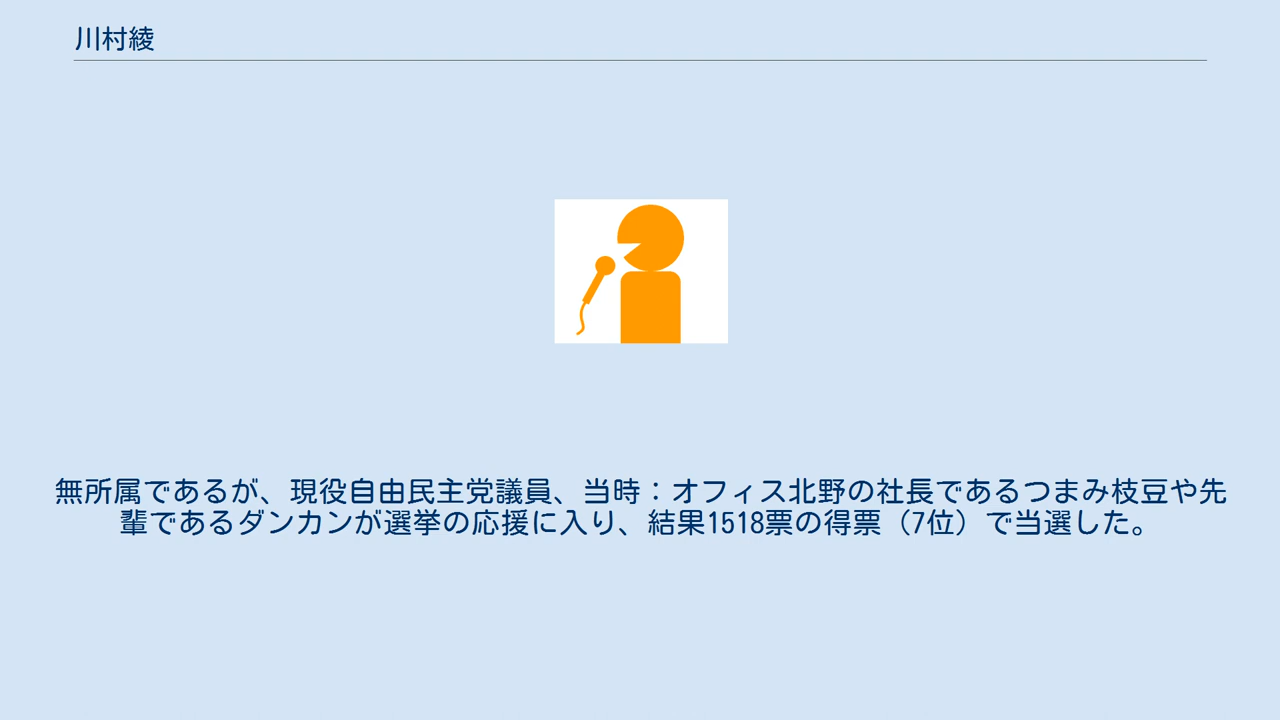 川村綾
無所属であるが、現役自由民主党議員、当時：オフィス北野の社長であるつまみ枝豆や先
輩であるダンカンが選挙の応援に入り、結果1518票の得票（7位）で当選した。